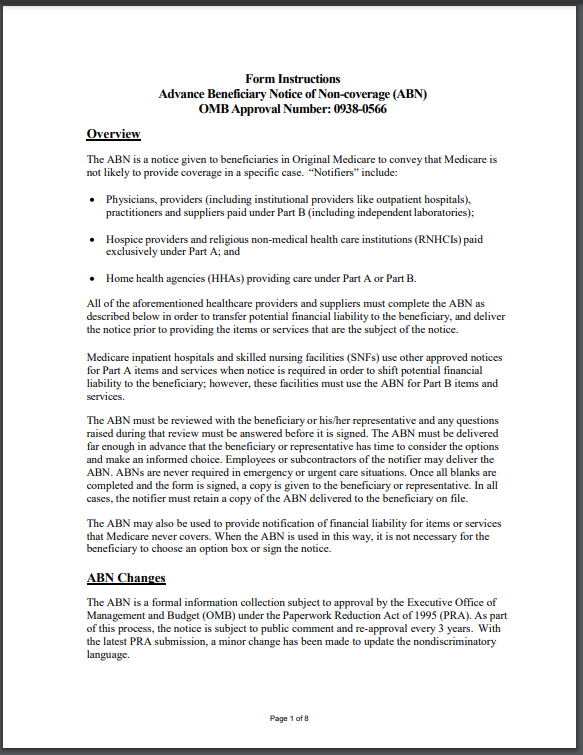 Form Instructions
Advance Beneficiary Notice of Non-coverage (ABN)
OMB Approval Number: 0938-0566
Overview
The ABN is a notice given to beneficiaries in Original Medicare to convey that Medicare is
not likely to provide coverage in a specific case. “Notifiers” include:
• Physicians, providers (including institutional providers like outpatient hospitals),
practitioners and suppliers paid under Part B (including independent laboratories);
• Hospice providers and religious non-medical health care institutions (RNHCIs) paid
exclusively under Part A; and
• Home health agencies (HHAs) providing care under Part A or Part B.
All of the aforementioned healthcare providers and suppliers must complete the ABN as
described below in order to transfer potential financial liability to the beneficiary, and deliver
the notice prior to providing the items or services that are the subject of the notice.
Medicare inpatient hospitals and skilled nursing facilities (SNFs) use other approved notices
for Part A items and services when notice is required in order to shift potential financial
liability to the beneficiary; however, these facilities must use the ABN for Part B items and
services.
The ABN must be reviewed with the beneficiary or his/her representative and any questions
raised during that review must be answered before it is signed. The ABN must be delivered
far enough in advance that the beneficiary or representative has time to consider the options
and make an informed choice. Employees or subcontractors of the notifier may deliver the
ABN. ABNs are never required in emergency or urgent care situations. Once all blanks are
completed and the form is signed, a copy is given to the beneficiary or representative. In all
cases, the notifier must retain a copy of the ABN delivered to the beneficiary on file.
The ABN may also be used to provide notification of financial liability for items or services
that Medicare never covers. When the ABN is used in this way, it is not necessary for the
beneficiary to choose an option box or sign the notice.
ABN Changes
The ABN is a formal information collection subject to approval by the Executive Office of
Management and Budget (OMB) under the Paperwork Reduction Act of 1995 (PRA). As part
of this process, the notice is subject to public comment and re-approval every 3 years. With
the latest PRA submission, a minor change has been made to update the nondiscriminatory
language.
Page 1 of 8